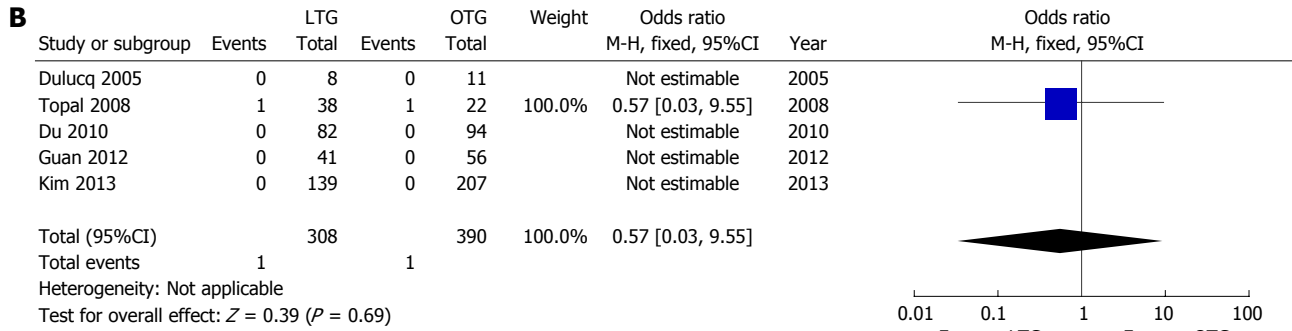 B
LTG OTG Weight Odds ratio Odds ratio
Study or subgroup Events Total Events Total M-H, fixed, 95%CI Year M-H, fixed, 95%CI
Dulucq 2005 0 8 0 11 Not estimable 2005
Topal 2008 1 38 1 22 100.0% 0.57 [0.03, 9.55] 2008
Du 2010 0 82 0 94 Not estimable 2010
Guan 2012 0 41 0 56 Not estimable 2012
Kim 2013 0 139 0 207 Not estimable 2013
Total (95%CI) 308 390 100.0% 0.57 [0.03, 9.55]
Total events 1 1
Heterogeneity: Not applicable
Test for overall effect: Z = 0.39 (P = 0.69)
0.01 0.1 1 10 100